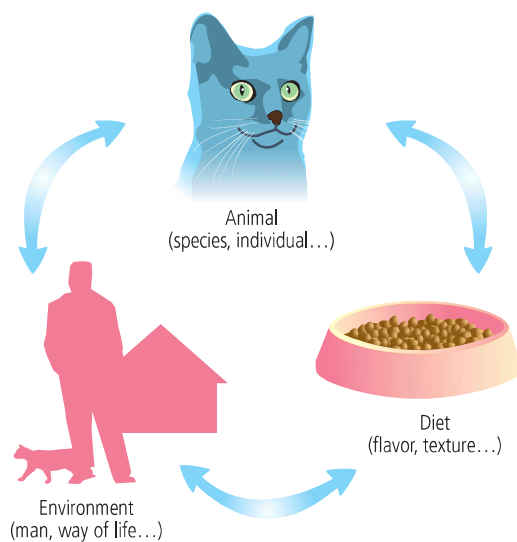 Animal
(species, individual…)
Diet
(flavor, texture…)
Environment
(man, way of life…)